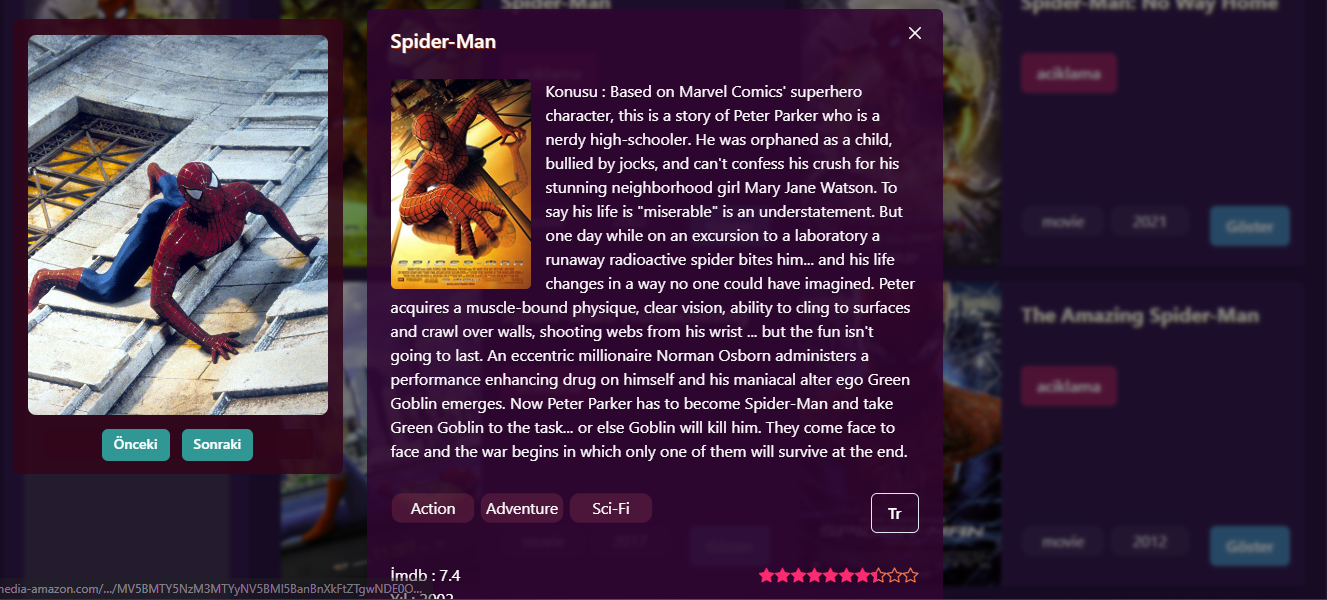 Spider-Man
Spider-Man: No Way Home
Spider-Man
aciklama
Konusu : Based on Marvel Comics' superhero
character, this is a story of Peter Parker who is a
nerdy high-schooler. He was orphaned as a child,
bullied by jocks, and can't confess his crush for his
stunning neighborhood girl Mary Jane Watson. To
say his life is "miserable" is an understatement. But
one day while on an excursion to a laboratory a
runaway radioactive spider bites him... and his life
changes in a way no one could have imagined. Peter
acquires a muscle-bound physique, clear vision, ability to cling to surfaces
and crawl over walls, shooting webs from his wrist ... but the fun isn't
going to last. An eccentric millionaire Norman Osborn administers a
performance enhancing drug on himself and his maniacal alter ego Green
Goblin emerges. Now Peter Parker has to become Spider-Man and take
Green Goblin to the task... or else Goblin will kill him. They come face to
face and the war begins in which only one of them will survive at the end.
SPIDER-MAN
movie 2021 Göster
The Amazing Spider-Man
aciklama
Önceki Sonraki
Action Adventure Sci-Fi
Tr
movie 2017
movie 2012 Göster
İmdb : 7.4
Yıl : 2002